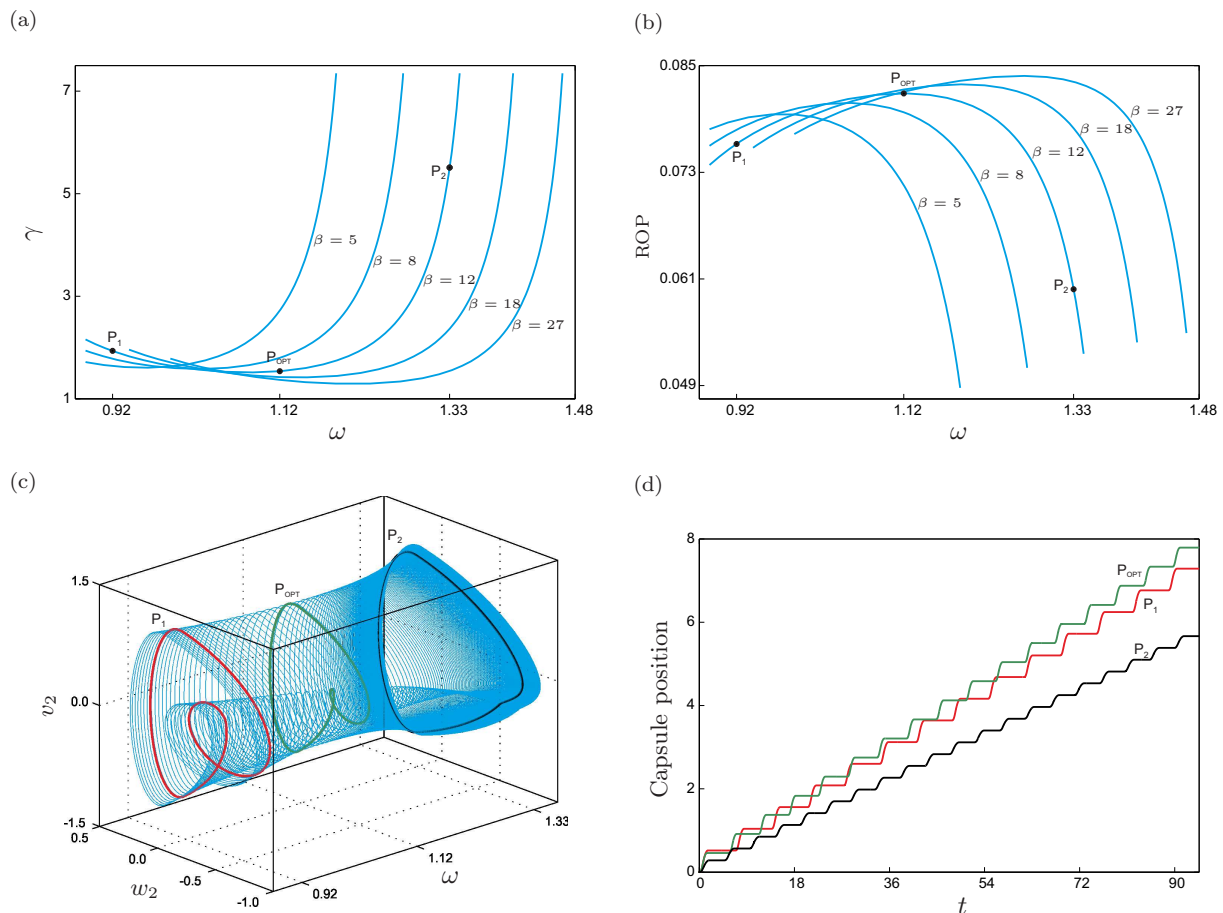 (a)
7
5
3
1
γ
P1
POPT
P2
β = 5
β = 8
β = 12
β = 18
β = 27
0.92
1.12
1.33
1.48
ω
(b)
0.085
0.073
0.061
0.049
ROP
P1
POPT
P2
β = 5
β = 8
β = 12
β = 18
β = 27
0.92
1.12
1.33
1.48
ω
(c)
1.5
0.0
-1.5
v2
P1
POPT
P2
0.5
0.0
-0.5
-1.0
w2
0.92
1.12
1.33
ω
(d)
8
6
4
2
0
Capsule position
POPT
P1
P2
0
18
36
54
72
90
t